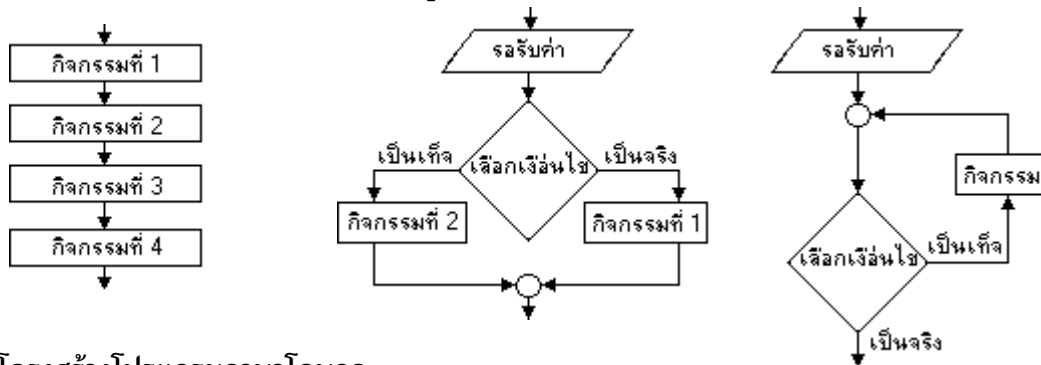 กิจกรรมที่ 1
กิจกรรมที่ 2
กิจกรรมที่ 3
กิจกรรมที่ 4
รอรับค่า
เลือกเงื่อนไข
เป็นเท็จ
เป็นจริง
กิจกรรมที่ 2
กิจกรรมที่ 1
รอรับค่า
กิจกรรม
เลือกเงื่อนไข
เป็นเท็จ
เป็นจริง